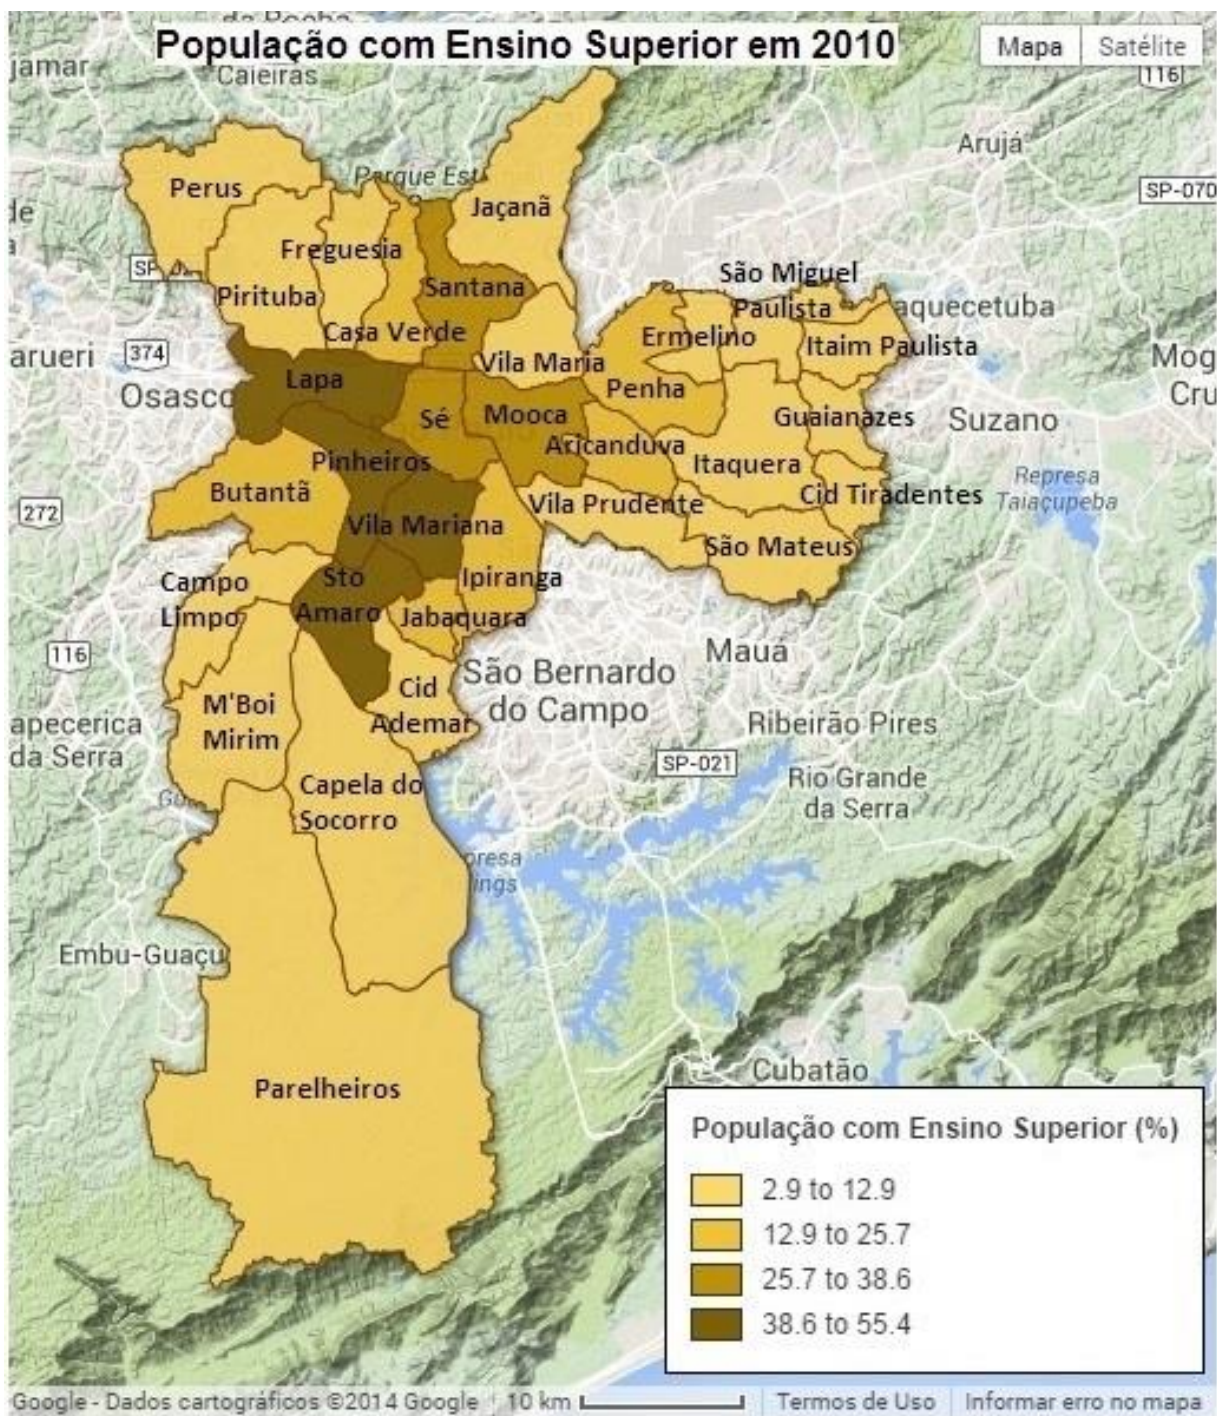 População com Ensino Superior em 2010
Mapa
Satélite
Caieiras
116
Arujá
SP-070
Perus
Jaçanã
Freguesia
Pirituba
Santana
São Miguel
Paulista
Casa Verde
Ermelino
Itaim Paulista
374
Vila Maria
Osasco
Lapa
Penha
Sé
Mooca
Guaianazes
Suzano
Aricanduva
Pinheiros
Itaquera
Represa
Taiaçupeba
Butantã
Vila Prudente
Cid Tiradentes
272
Vila Mariana
São Mateus
Campo
Limpo
Sto
Amaro
Ipiranga
Jabaquara
116
Mauá
São Bernardo
do Campo
Cid
Ademar
M'Boi
Mirim
apecerica
da Serra
Ribeirão Pires
SP-021
Capela do
Socorro
Rio Grande
da Serra
Embu-Guaçu
Parelheiros
Cubatão
População com Ensino Superior (%)
2.9 to 12.9
12.9 to 25.7
25.7 to 38.6
38.6 to 55.4
Google - Dados cartográficos ©2014 Google
10 km
Termos de Uso
Informar erro no mapa